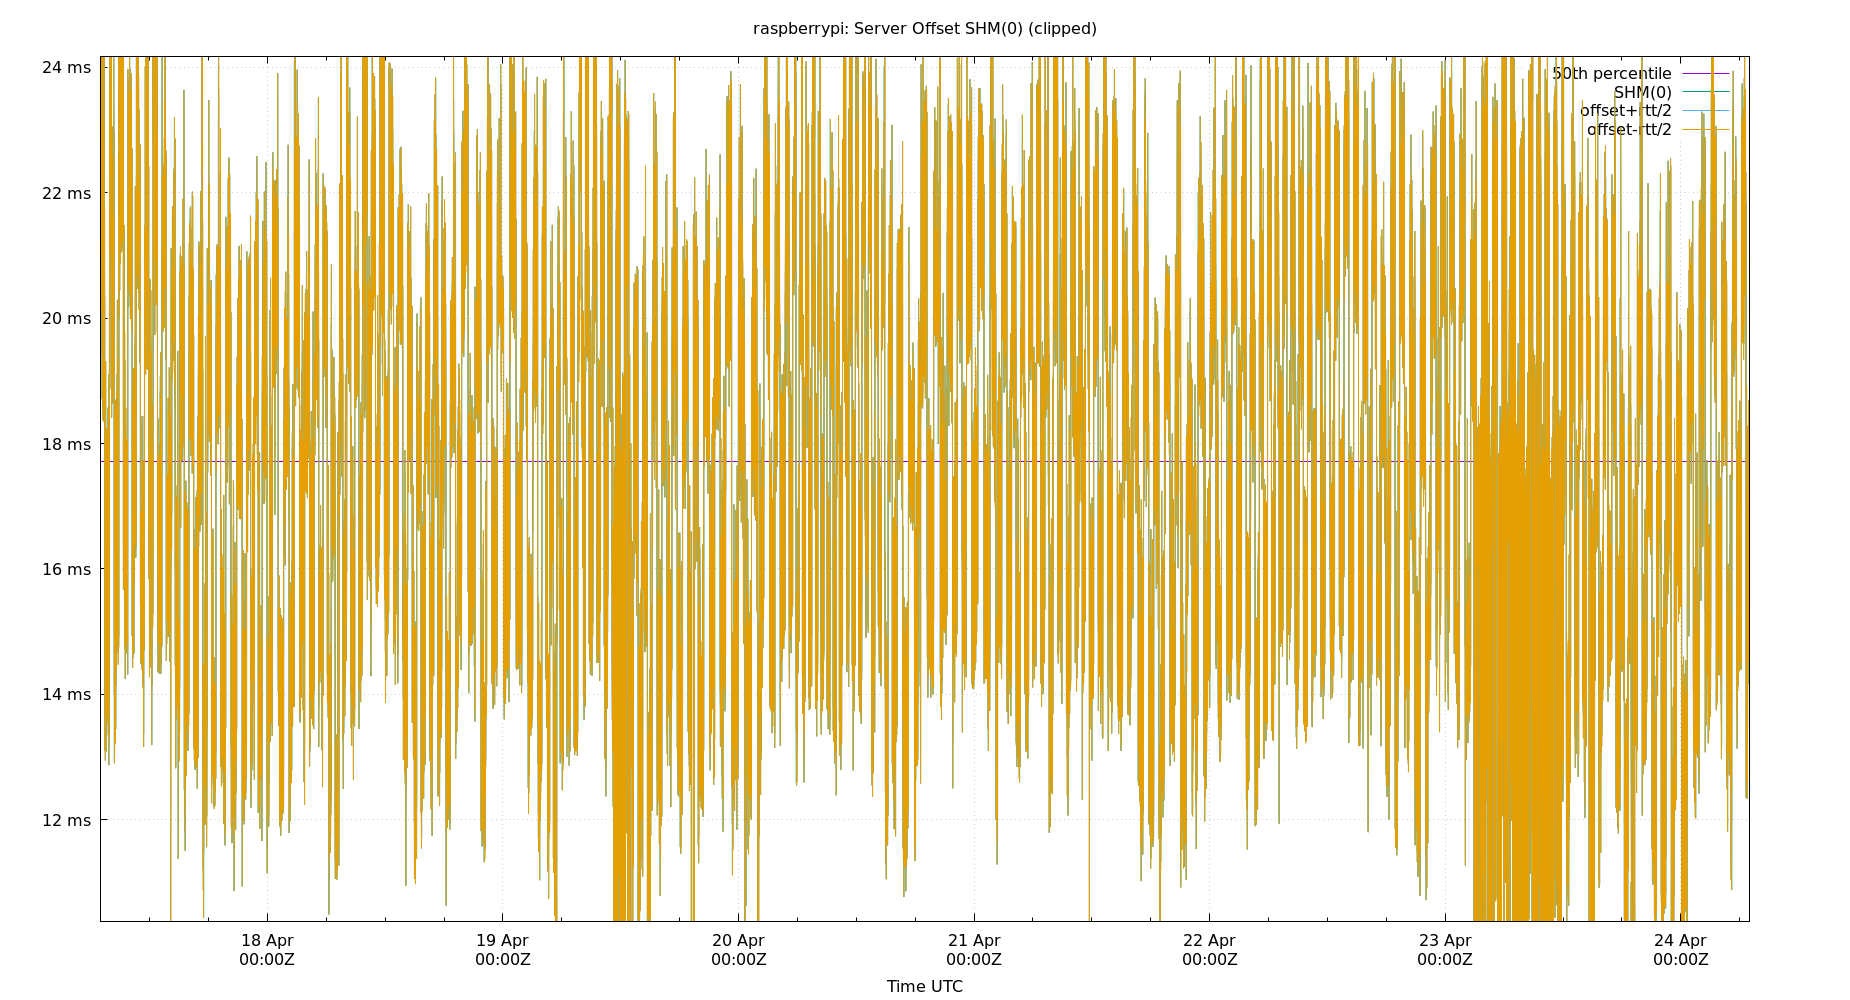 raspberrypi: Server Offset SHM(0) (clipped)
24 ms
22 ms
20 ms
18 ms
16 ms
14 ms
12 ms
50th percentile
SHM(0)
offset+rtt/2
offset-rtt/2
18 Apr
00:00Z
19 Apr
00:00Z
20 Apr
00:00Z
21 Apr
00:00Z
22 Apr
00:00Z
23 Apr
00:00Z
24 Apr
00:00Z
Time UTC